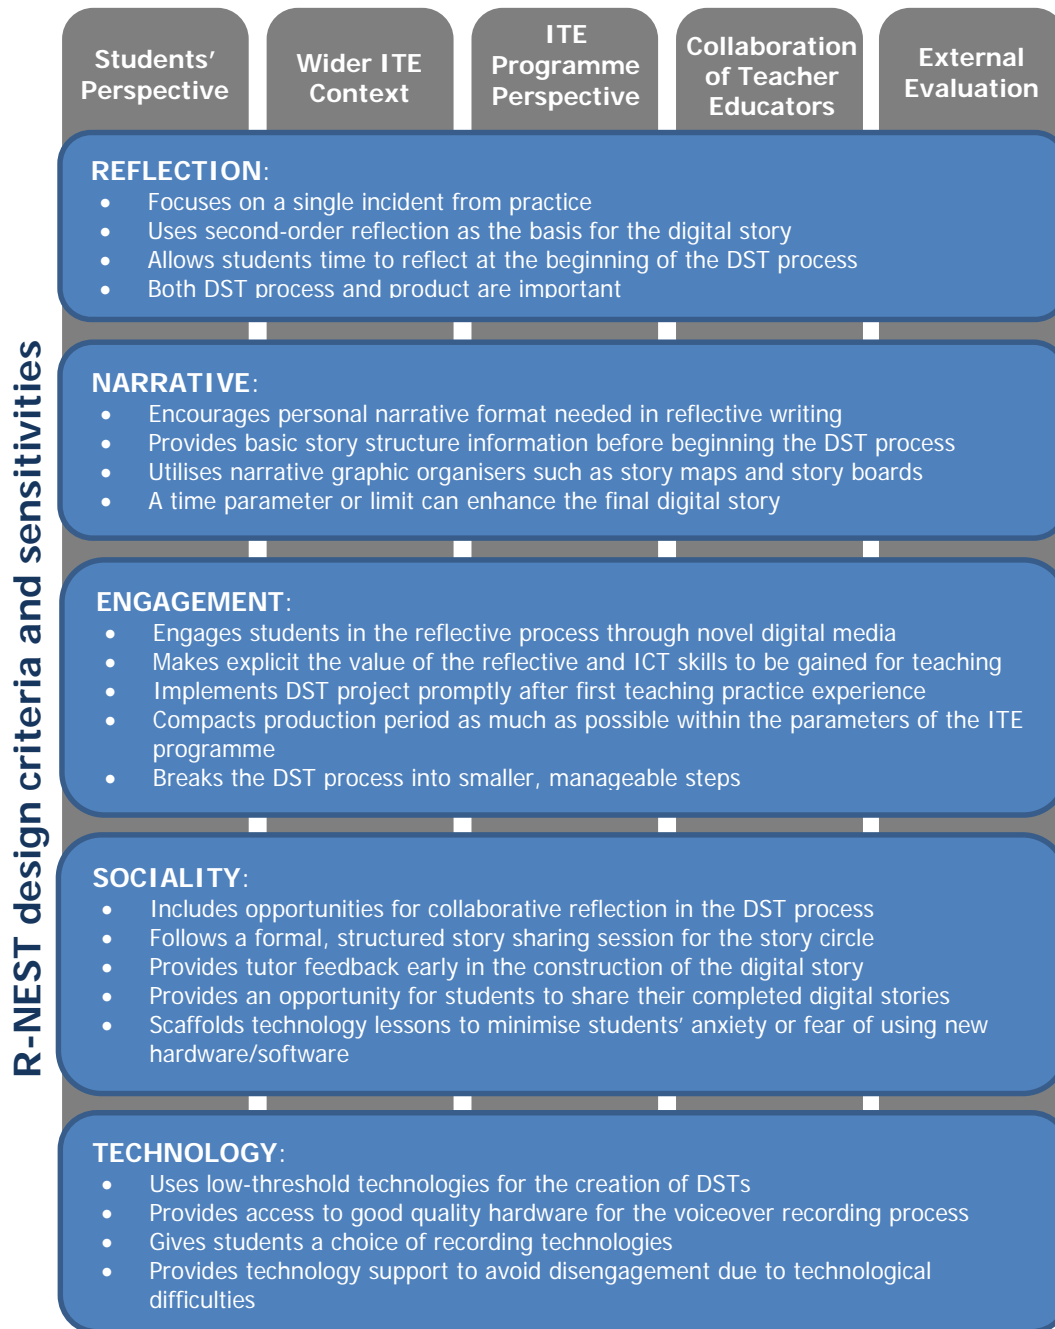 Students'
Perspective
Wider ITE
Context
ITE
Programme
Perspective
Collaboration
of Teacher
Educators
External
Evaluation
R-NEST design criteria and sensitivities
REFLECTION:
• Focuses on a single incident from practice
• Uses second-order reflection as the basis for the digital story
• Allows students time to reflect at the beginning of the DST process
• Both DST process and product are important
NARRATIVE:
• Encourages personal narrative format needed in reflective writing
• Provides basic story structure information before beginning the DST process
• Utilises narrative graphic organisers such as story maps and story boards
• A time parameter or limit can enhance the final digital story
ENGAGEMENT:
• Engages students in the reflective process through novel digital media
• Makes explicit the value of the reflective and ICT skills to be gained for teaching
• Implements DST project promptly after first teaching practice experience
• Compacts production period as much as possible within the parameters of the ITE
programme
• Breaks the DST process into smaller, manageable steps
SOCIALITY:
• Includes opportunities for collaborative reflection in the DST process
• Follows a formal, structured story sharing session for the story circle
• Provides tutor feedback early in the construction of the digital story
• Provides an opportunity for students to share their completed digital stories
• Scaffolds technology lessons to minimise students' anxiety or fear of using new
hardware/software
TECHNOLOGY:
• Uses low-threshold technologies for the creation of DSTs
• Provides access to good quality hardware for the voiceover recording process
• Gives students a choice of recording technologies
• Provides technology support to avoid disengagement due to technological
difficulties